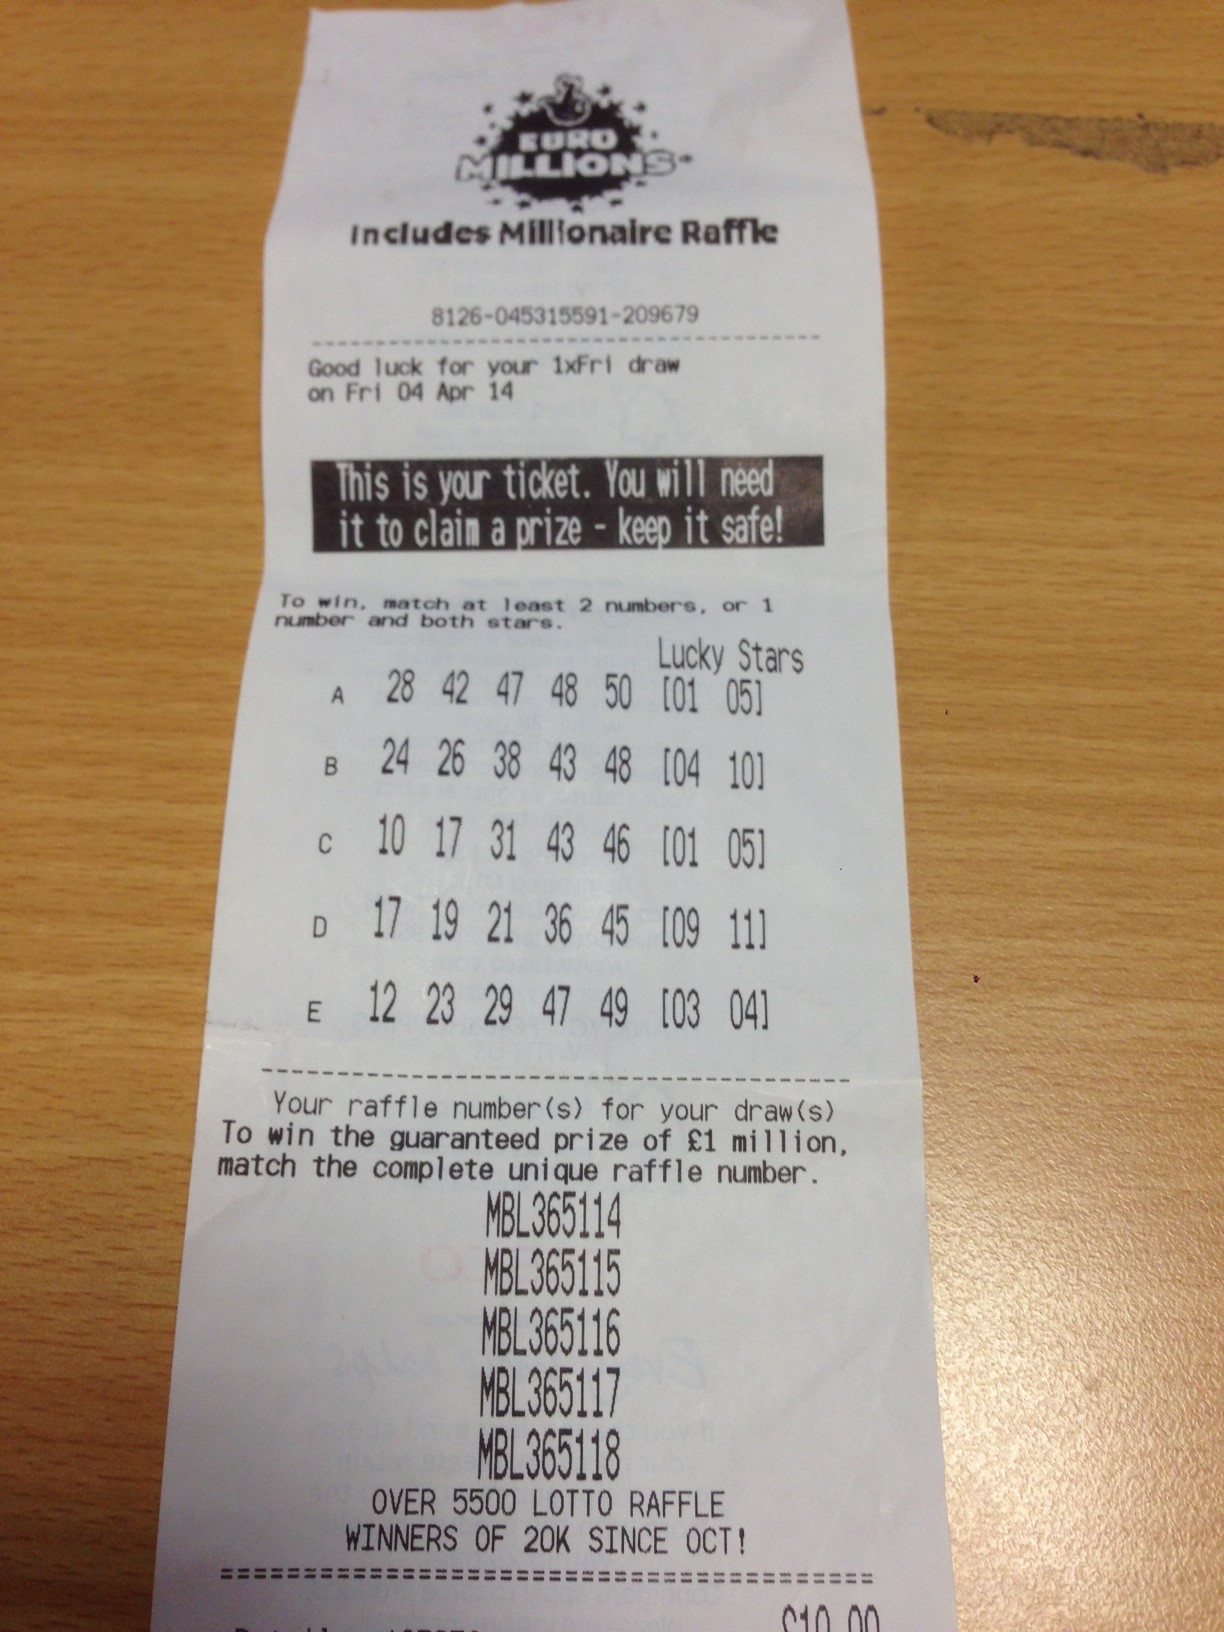 EURO
MILLIONS
Includes Millionaire Raffle
8126-045315591-209679
Good luck for your 1xFri draw
on Fri 04 Apr 14
This is your ticket. You will need
it to claim a prize - keep it safe!
To win, match at least 2 numbers, or 1
number and both stars.
Lucky Stars
A 28 42 47 48 50 [01 05]
B 24 26 38 43 48 [04 10]
C 10 17 31 43 46 [01 05]
D 17 19 21 36 45 [09 11]
E 12 23 29 47 49 [03 04]
Your raffle number(s) for your draw(s)
To win the guaranteed prize of £1 million,
match the complete unique raffle number.
MBL365114
MBL365115
MBL365116
MBL365117
MBL365118
OVER 5500 LOTTO RAFFLE
WINNERS OF 20K SINCE OCT!
£10.00